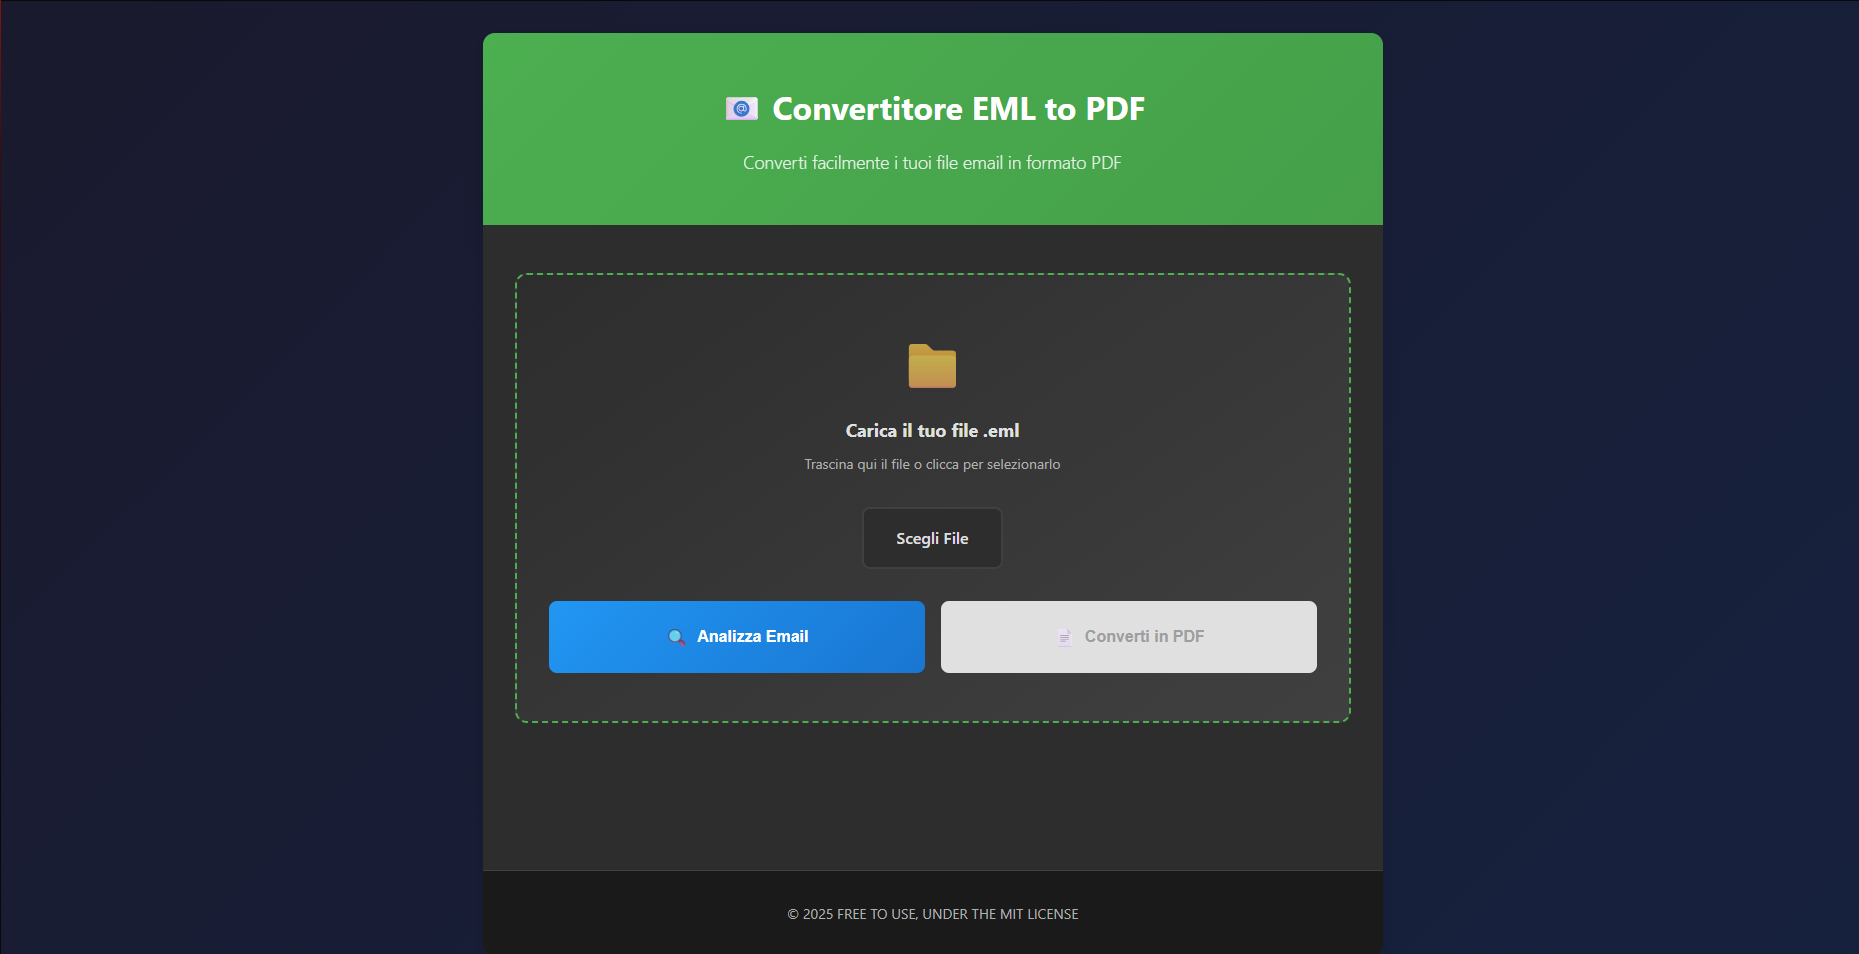 Convertitore EML to PDF
Converti facilmente i tuoi file email in formato PDF
Carica il tuo file .eml
Trascina qui il file o clicca per selezionarlo
Scegli File
Analizza Email
Converti in PDF
© 2025 FREE TO USE, UNDER THE MIT LICENSE